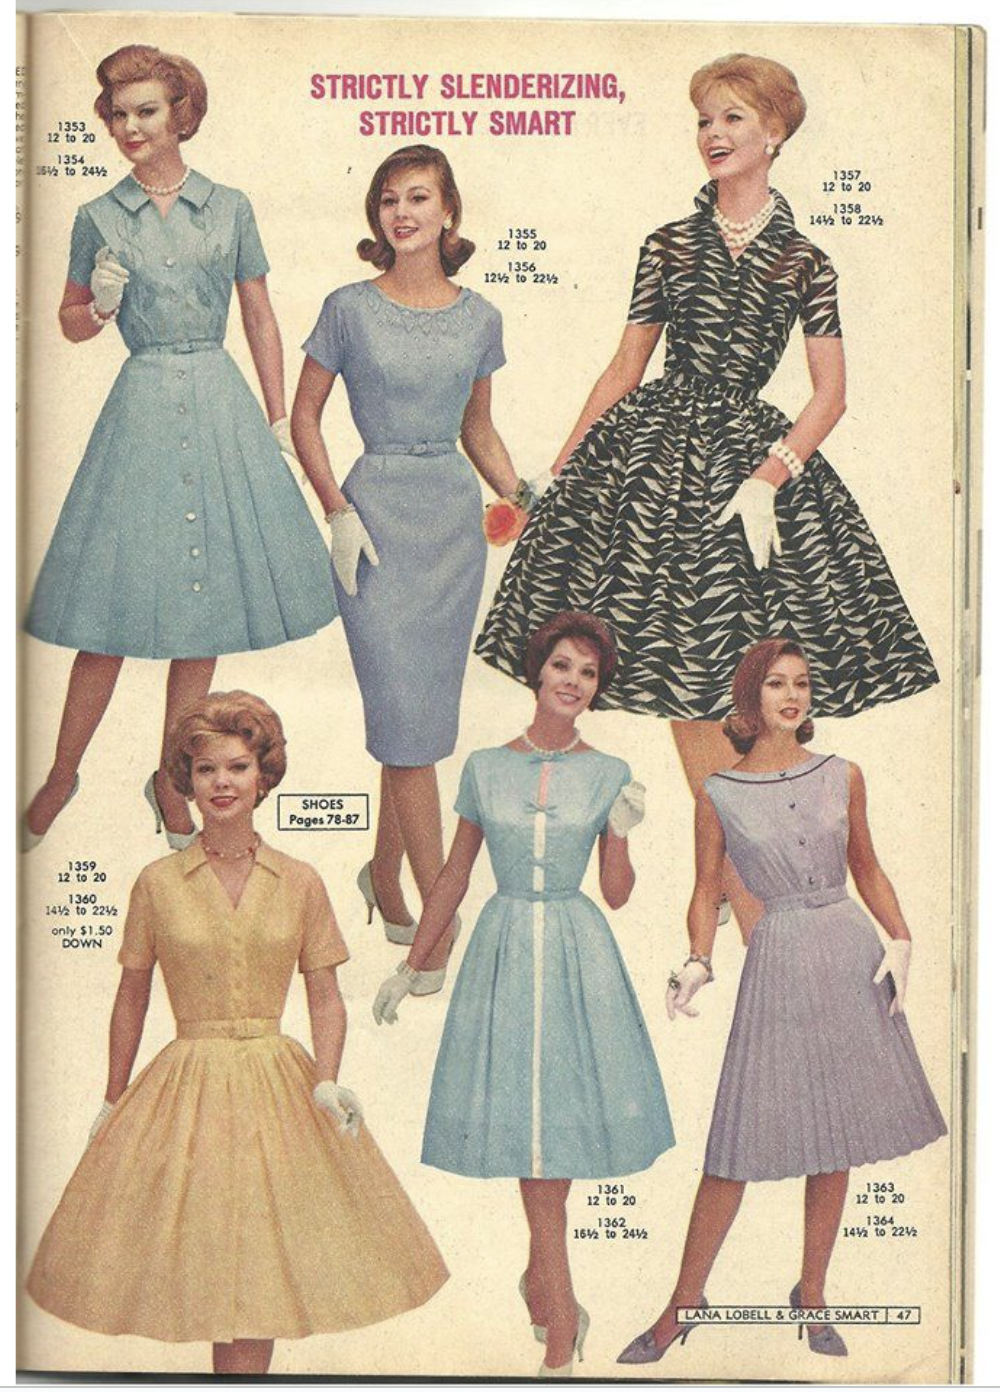 STRICTLY SLENDERIZING,
STRICTLY SMART
1353
12 to 20
1354
16½ to 24½
1355
12 to 20
1356
12½ to 22½
1357
12 to 20
1358
14½ to 22½
SHOES
Pages 78-87
1359
12 to 20
1360
14½ to 22½
only $1.50
DOWN
1361
12 to 20
1362
16½ to 24½
1363
12 to 20
1364
14½ to 22½
LANA LOBELL & GRACE SMART 47